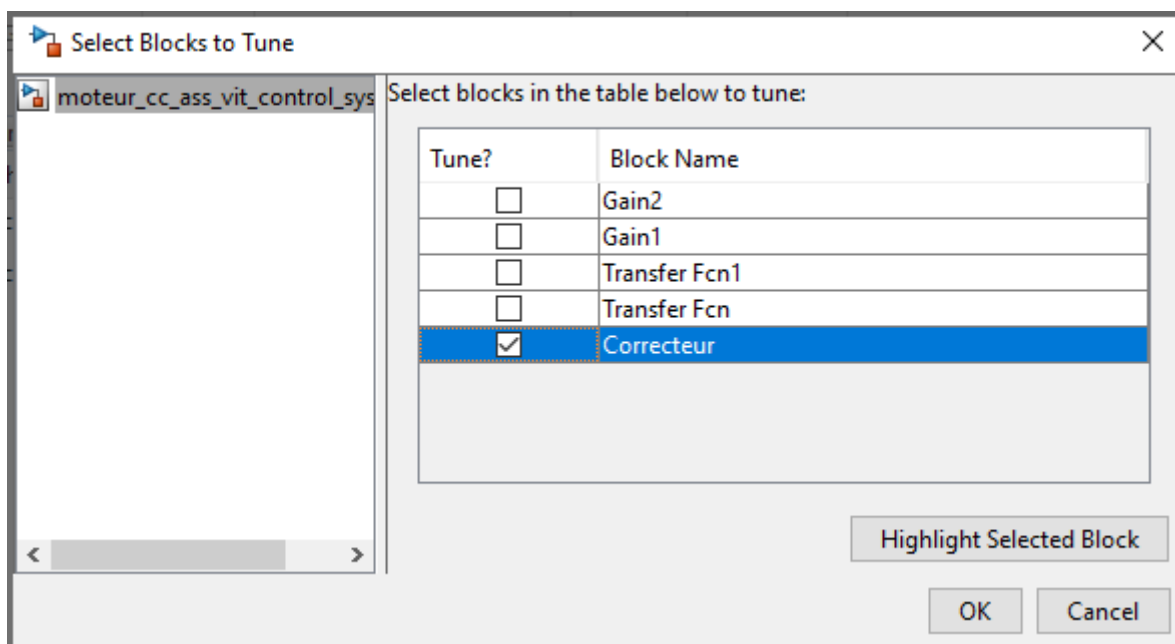 Select Blocks to Tune
moteur_cc_ass_vit_control_sys
Select blocks in the table below to tune:
Tune? Block Name
Gain2
Gain1
Transfer Fcn1
Transfer Fcn
Correcteur
Highlight Selected Block
OK Cancel